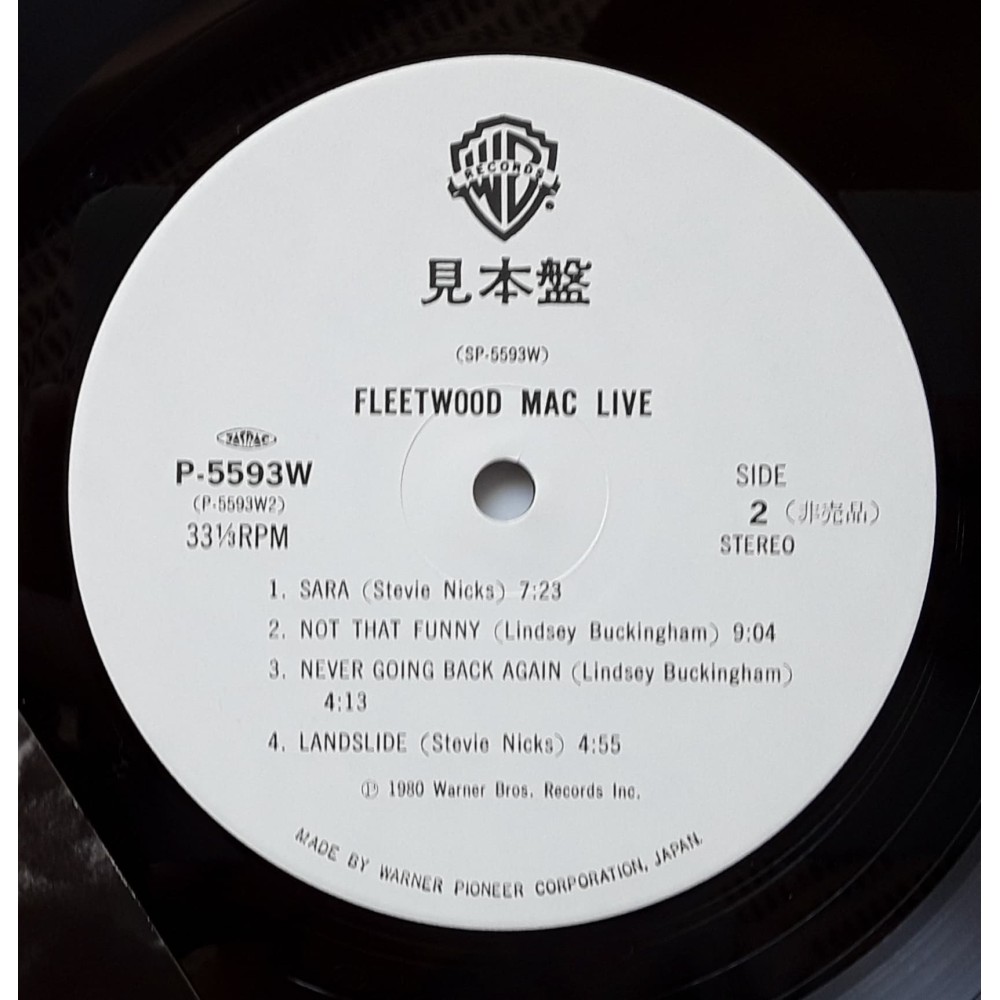 WB
RECORDS
見本盤
(SP-5593W)
FLEETWOOD MAC LIVE
JASRAC
P-5593W
(P-5593W2)
33⅓RPM
SIDE
2 (非売品)
STEREO
1. SARA (Stevie Nicks) 7:23
2. NOT THAT FUNNY (Lindsey Buckingham) 9:04
3. NEVER GOING BACK AGAIN (Lindsey Buckingham)
4:13
4. LANDSLIDE (Stevie Nicks) 4:55
Ⓟ 1980 Warner Bros. Records Inc.
MADE BY WARNER PIONEER CORPORATION, JAPAN.